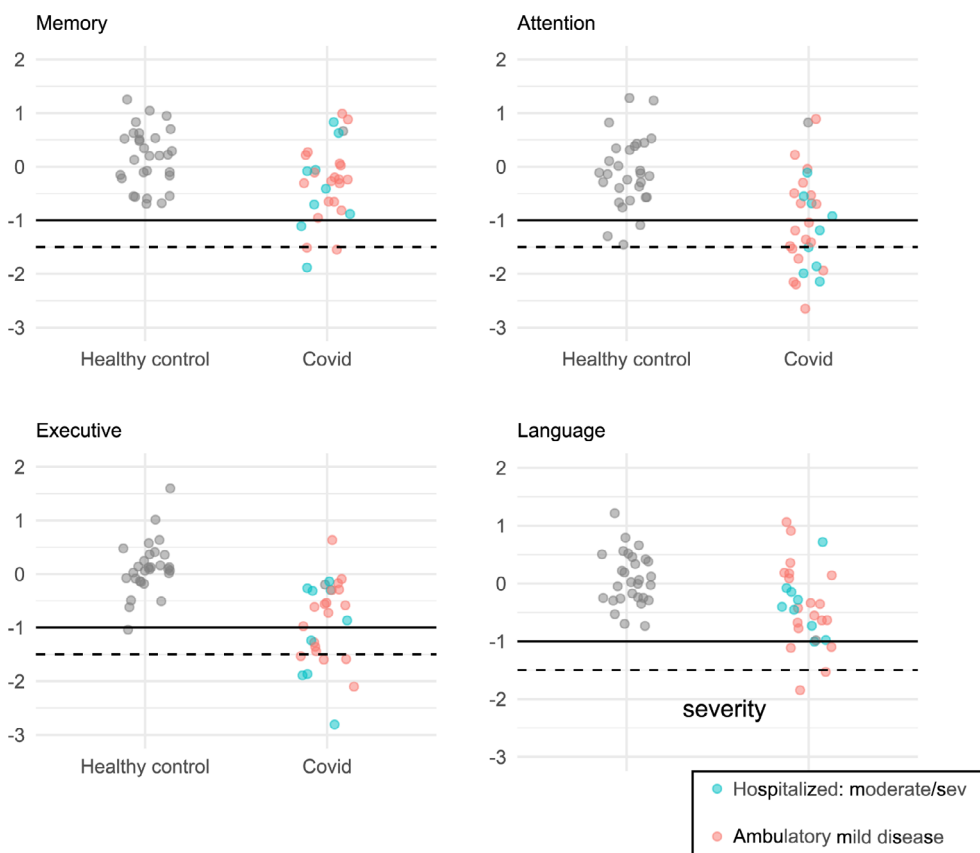 Memory
2
1
0
-1
-2
-3
Healthy control Covid
Attention
2
1
0
-1
-2
-3
Healthy control Covid
Executive
2
1
0
-1
-2
-3
Healthy control Covid
Language
2
1
0
-1
-2
-3
severity
Hospitalized: moderate/sev
Ambulatory mild disease